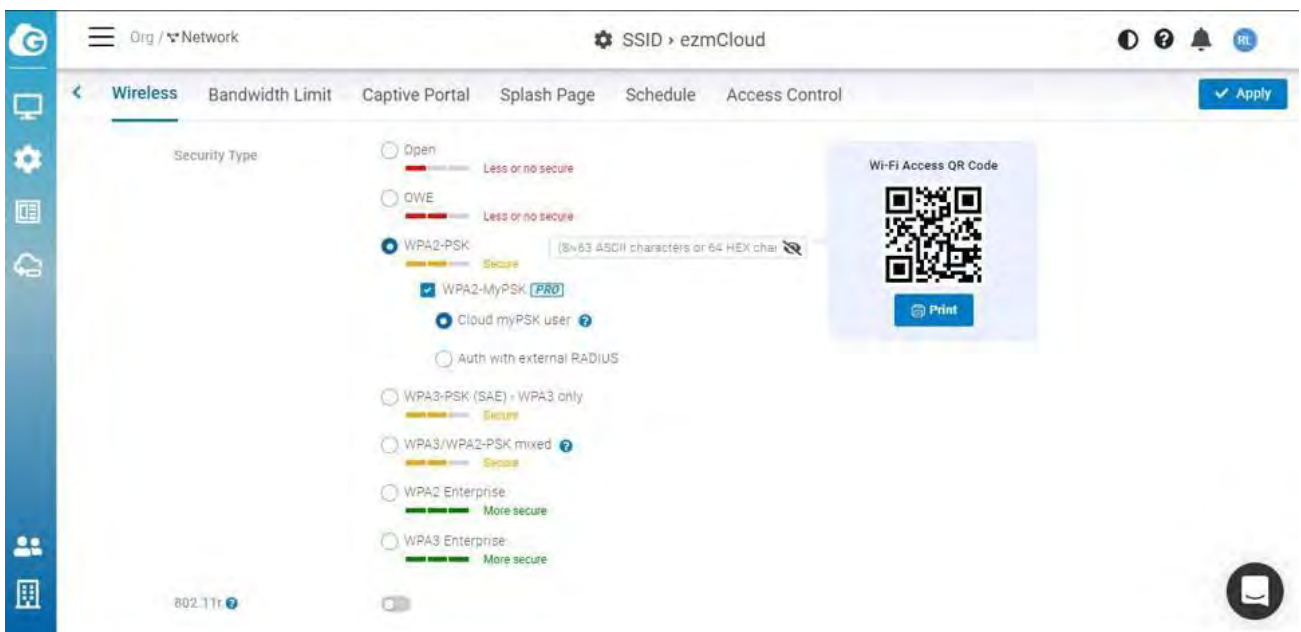 Org / Network
SSID › ezmCloud
RL
Wireless Bandwidth Limit Captive Portal Splash Page Schedule Access Control
Apply
Security Type
Open
Less or no secure
OWE
Less or no secure
WPA2-PSK
(8~63 ASCII characters or 64 HEX char
Secure
WPA2-MyPSK PRO
Cloud myPSK user
Auth with external RADIUS
WPA3-PSK (SAE) - WPA3 only
Secure
WPA3/WPA2-PSK mixed
Secure
WPA2 Enterprise
More secure
WPA3 Enterprise
More secure
802.11r
Wi-Fi Access QR Code
Print